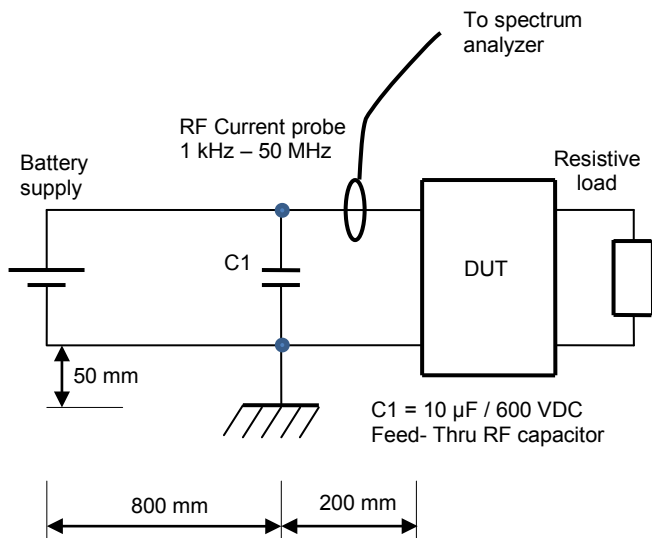 To spectrum
analyzer
RF Current probe
1 kHz – 50 MHz
Battery
supply
Resistive
load
C1
DUT
50 mm
C1 = 10 µF / 600 VDC
Feed- Thru RF capacitor
800 mm
200 mm